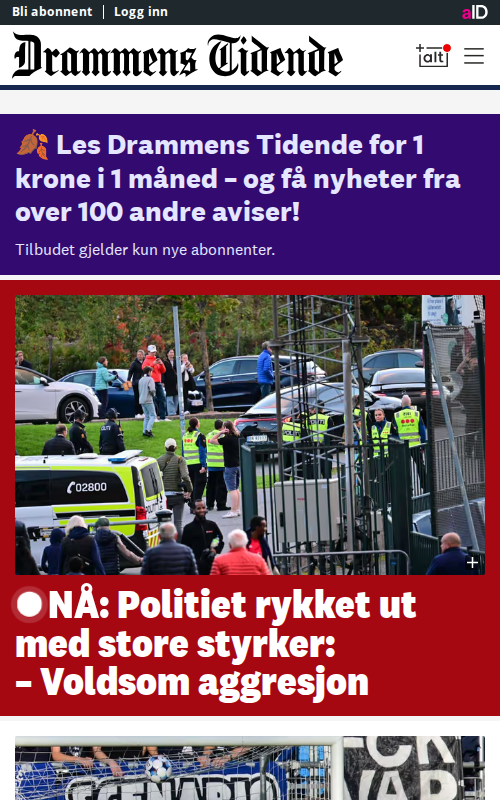 Bli abonnent
Logg inn
aID
Drammens Tidende
+alt
🍂 Les Drammens Tidende for 1
krone i 1 måned – og få nyheter fra
over 100 andre aviser!
Tilbudet gjelder kun nye abonnenter.
02800
NÅ: Politiet rykket ut
med store styrker:
– Voldsom aggresjon